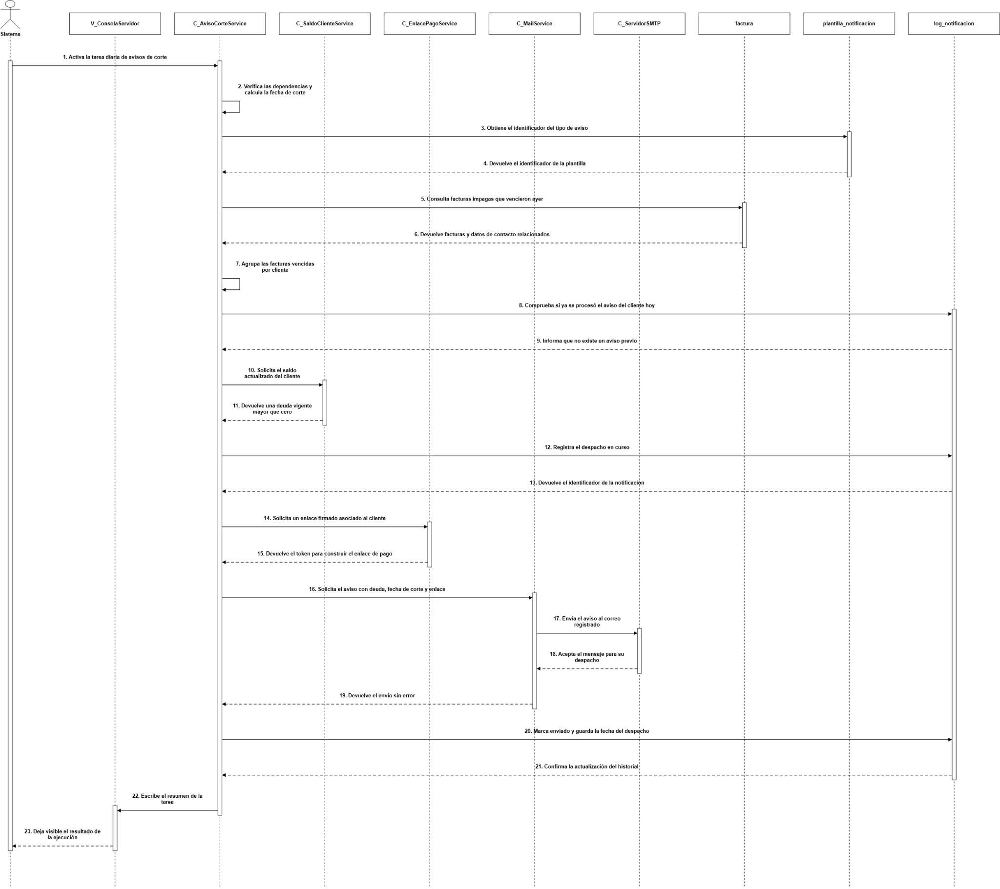 Sistema
V_ConsolaServidor
C_AvisoCorteService
C_SaldoClienteService
C_EnlacePagoService
C_MailService
C_ServidorSMTP
factura
plantilla_notificacion
log_notificacion
1. Activa la tarea diaria de avisos de corte
2. Verifica las dependencias y
calcula la fecha de corte
3. Obtiene el identificador del tipo de aviso
4. Devuelve el identificador de la plantilla
5. Consulta facturas impagas que vencieron ayer
6. Devuelve facturas y datos de contacto relacionados
7. Agrupa las facturas vencidas
por cliente
8. Comprueba si ya se procesó el aviso del cliente hoy
9. Informa que no existe un aviso previo
10. Solicita el saldo
actualizado del cliente
11. Devuelve una deuda vigente
mayor que cero
12. Registra el despacho en curso
13. Devuelve el identificador de la notificación
14. Solicita un enlace firmado asociado al cliente
15. Devuelve el token para construir el enlace de pago
16. Solicita el aviso con deuda, fecha de corte y enlace
17. Envía el aviso al correo
registrado
18. Acepta el mensaje para su
despacho
19. Devuelve el envío sin error
20. Marca enviado y guarda la fecha del despacho
21. Confirma la actualización del historial
22. Escribe el resumen de la
tarea
23. Deja visible el resultado de
la ejecución